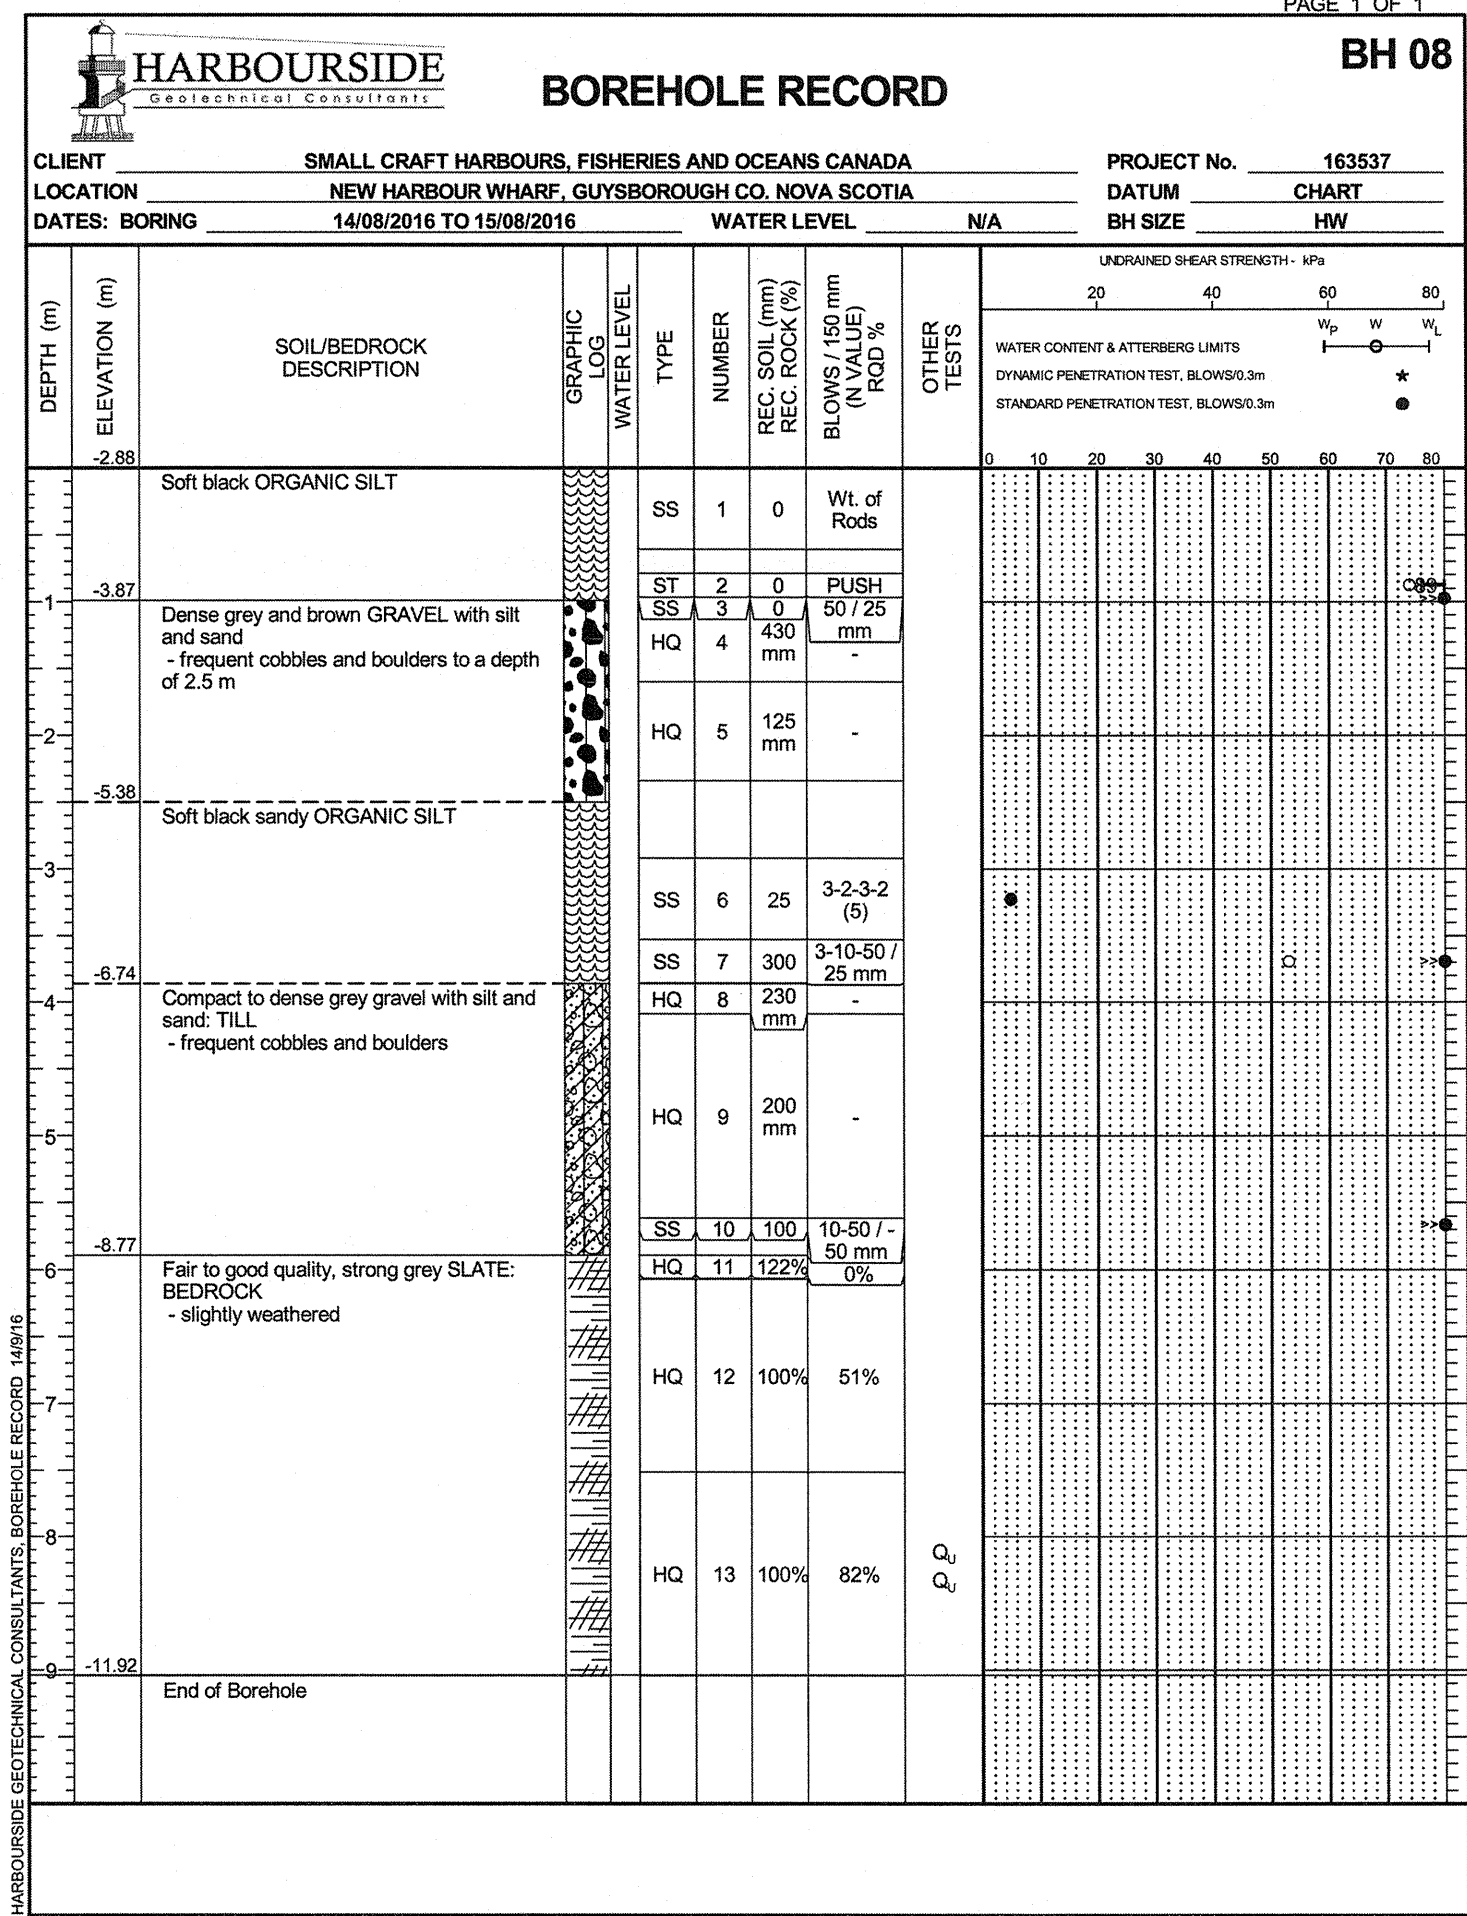 PAGE 1 OF 1
HARBOURSIDE
Geotechnical Consultants
BOREHOLE RECORD
BH 08
CLIENT SMALL CRAFT HARBOURS, FISHERIES AND OCEANS CANADA PROJECT No. 163537
LOCATION NEW HARBOUR WHARF, GUYSBOROUGH CO. NOVA SCOTIA DATUM CHART
DATES: BORING 14/08/2016 TO 15/08/2016 WATER LEVEL N/A BH SIZE HW
DEPTH (m)
ELEVATION (m)
SOIL/BEDROCK
DESCRIPTION
GRAPHIC
LOG
WATER LEVEL
TYPE
NUMBER
REC. SOIL (mm)
REC. ROCK (%)
BLOWS / 150 mm
(N VALUE)
RQD %
OTHER
TESTS
UNDRAINED SHEAR STRENGTH - kPa
20 40 60 80
WP W WL
WATER CONTENT & ATTERBERG LIMITS
DYNAMIC PENETRATION TEST, BLOWS/0.3m ★
STANDARD PENETRATION TEST, BLOWS/0.3m ●
-2.88
0 10 20 30 40 50 60 70 80
Soft black ORGANIC SILT
SS 1 0 Wt. of
Rods
-3.87
ST 2 0 PUSH
1
SS 3 0 50 / 25
mm
Dense grey and brown GRAVEL with silt
and sand
- frequent cobbles and boulders to a depth
of 2.5 m
HQ 4 430
mm
-
>>
2
HQ 5 125
mm
-
-5.38
Soft black sandy ORGANIC SILT
3
SS 6 25 3-2-3-2
(5)
SS 7 300 3-10-50 /
25 mm
>>
-6.74
4
Compact to dense grey gravel with silt and
sand: TILL
- frequent cobbles and boulders
HQ 8 230
mm
-
HQ 9 200
mm
-
5
SS 10 100 10-50 / -
50 mm
>>
-8.77
6
Fair to good quality, strong grey SLATE:
BEDROCK
- slightly weathered
HQ 11 122% 0%
HQ 12 100% 51%
7
8
HQ 13 100% 82%
QU
QU
9
-11.92
End of Borehole
HARBOURSIDE GEOTECHNICAL CONSULTANTS, BOREHOLE RECORD 14/9/16